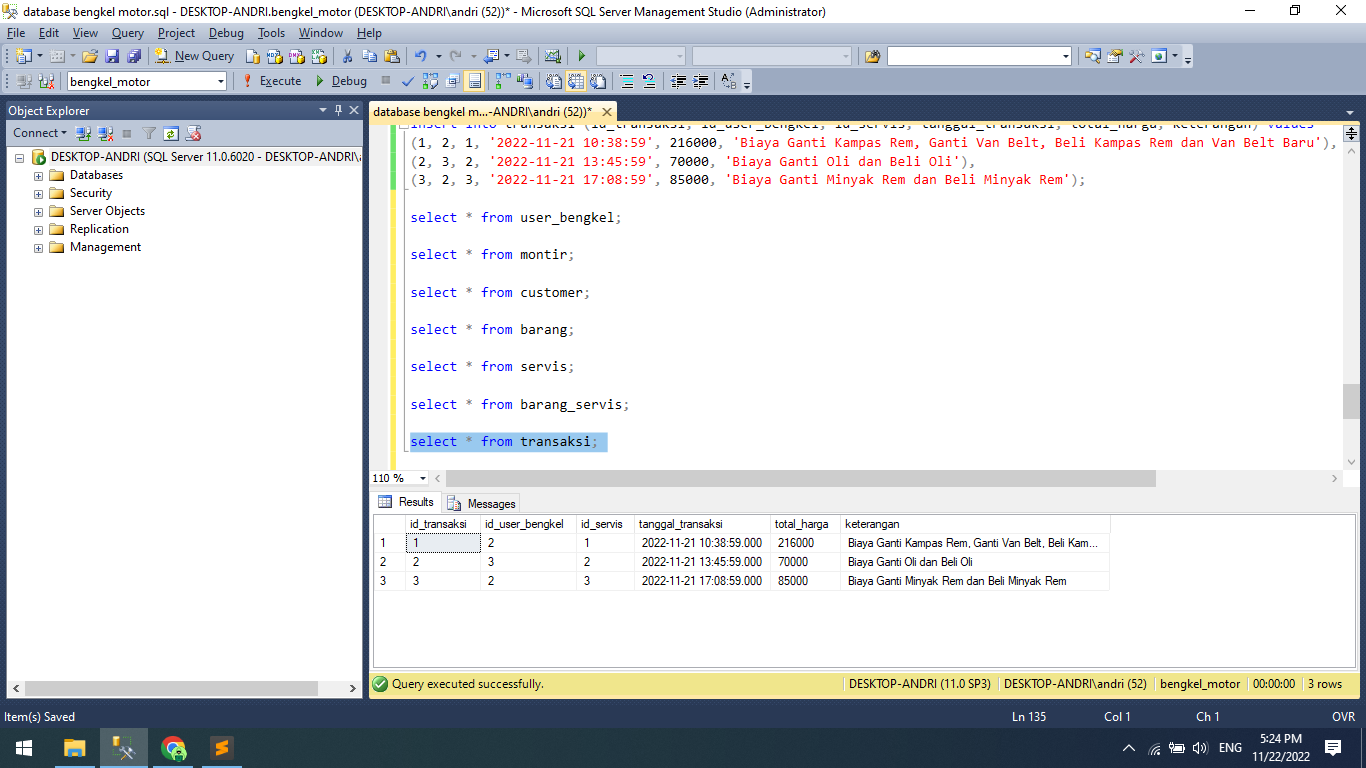 database bengkel motor.sql - DESKTOP-ANDRI.bengkel_motor (DESKTOP-ANDRI\andri (52))* - Microsoft SQL Server Management Studio (Administrator)
File Edit View Query Project Debug Tools Window Help
New Query
bengkel_motor Execute Debug
Object Explorer
Connect
DESKTOP-ANDRI (SQL Server 11.0.6020 - DESKTOP-ANDRI\
Databases
Security
Server Objects
Replication
Management
database bengkel m...-ANDRI\andri (52))*
insert into transaksi (id_transaksi, id_user_bengkel, id_servis, tanggal_transaksi, total_harga, keterangan) values
(1, 2, 1, '2022-11-21 10:38:59', 216000, 'Biaya Ganti Kampas Rem, Ganti Van Belt, Beli Kampas Rem dan Van Belt Baru'),
(2, 3, 2, '2022-11-21 13:45:59', 70000, 'Biaya Ganti Oli dan Beli Oli'),
(3, 2, 3, '2022-11-21 17:08:59', 85000, 'Biaya Ganti Minyak Rem dan Beli Minyak Rem');
select * from user_bengkel;
select * from montir;
select * from customer;
select * from barang;
select * from servis;
select * from barang_servis;
select * from transaksi;
110 %
Results Messages
id_transaksi id_user_bengkel id_servis tanggal_transaksi total_harga keterangan
1 1 2 1 2022-11-21 10:38:59.000 216000 Biaya Ganti Kampas Rem, Ganti Van Belt, Beli Kam...
2 2 3 2 2022-11-21 13:45:59.000 70000 Biaya Ganti Oli dan Beli Oli
3 3 2 3 2022-11-21 17:08:59.000 85000 Biaya Ganti Minyak Rem dan Beli Minyak Rem
Query executed successfully. DESKTOP-ANDRI (11.0 SP3) DESKTOP-ANDRI\andri (52) bengkel_motor 00:00:00 3 rows
Item(s) Saved Ln 135 Col 1 Ch 1 OVR
ENG
5:24 PM
11/22/2022